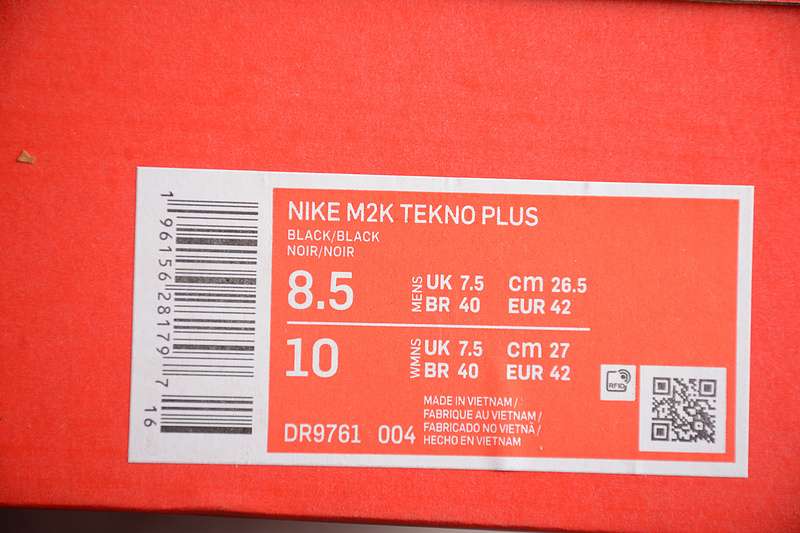 1 96156 28179 7
16
NIKE M2K TEKNO PLUS
BLACK/BLACK
NOIR/NOIR
8.5 MENS UK 7.5 cm 26.5
BR 40 EUR 42
10 WMNS UK 7.5 cm 27
BR 40 EUR 42
MADE IN VIETNAM /
FABRIQUE AU VIETNAM /
FABRICADO NO VIETNÃ /
HECHO EN VIETNAM
DR9761 004
RFID